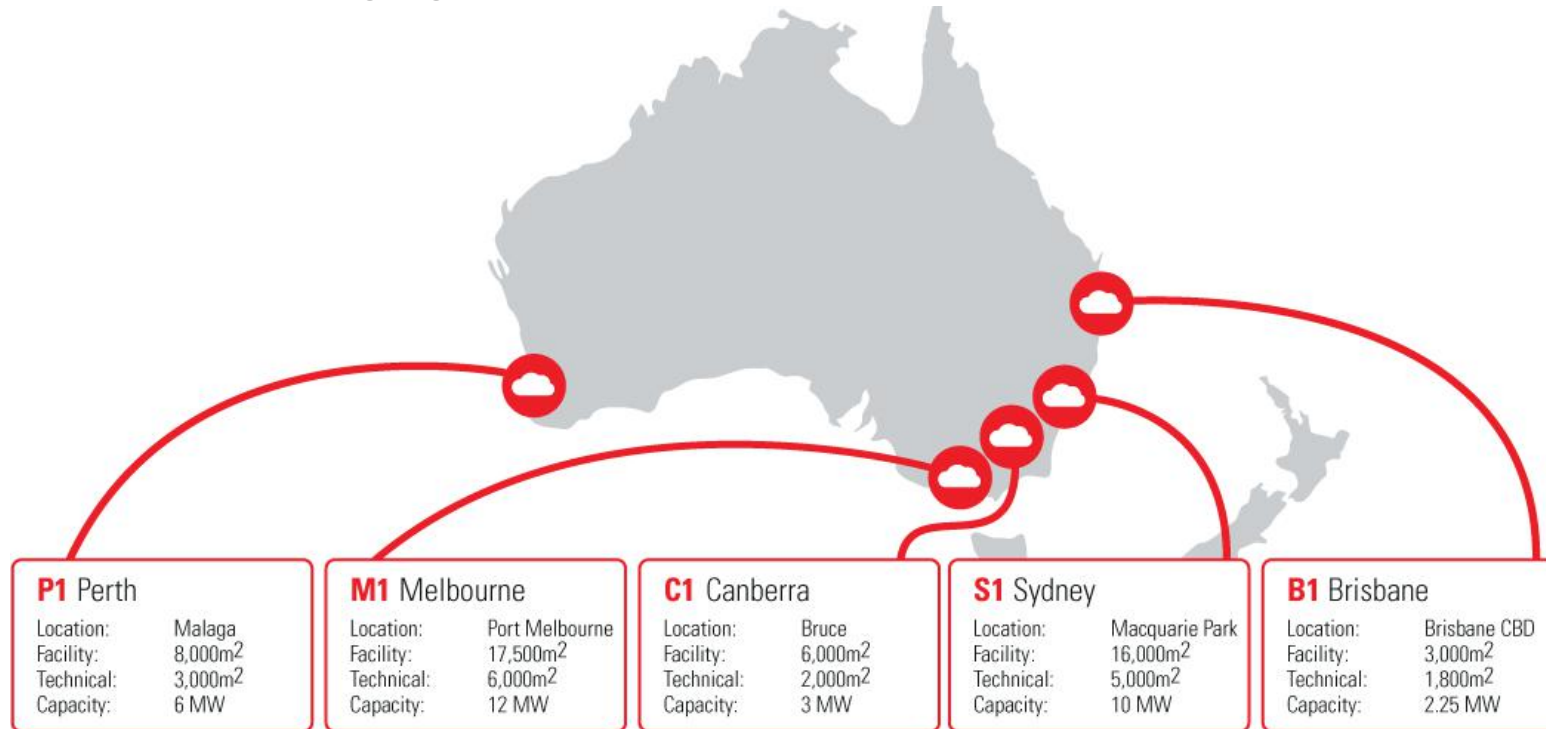 P1 Perth
Location: Malaga
Facility: 8,000m2
Technical: 3,000m2
Capacity: 6 MW
M1 Melbourne
Location: Port Melbourne
Facility: 17,500m2
Technical: 6,000m2
Capacity: 12 MW
C1 Canberra
Location: Bruce
Facility: 6,000m2
Technical: 2,000m2
Capacity: 3 MW
S1 Sydney
Location: Macquarie Park
Facility: 16,000m2
Technical: 5,000m2
Capacity: 10 MW
B1 Brisbane
Location: Brisbane CBD
Facility: 3,000m2
Technical: 1,800m2
Capacity: 2.25 MW